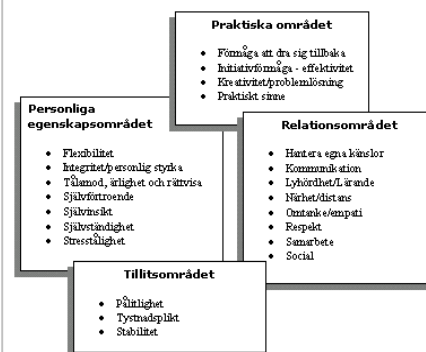 Praktiska området
• Förmåga att dra sig tillbaka
• Initiativförmåga - effektivitet
• Kreativitet/problemlösning
• Praktiskt sinne
Personliga
egenskapsområdet
• Flexibilitet
• Integritet/personlig styrka
• Tålamod, ärlighet och rättvisa
• Självförtroende
• Självinsikt
• Självständighet
• Stresstålighet
Relationsområdet
• Hantera egna känslor
• Kommunikation
• Lyhördhet/Lärande
• Närhet/distans
• Omtanke/empati
• Respekt
• Samarbete
• Social
Tillitsområdet
• Pålitlighet
• Tystnadsplikt
• Stabilitet